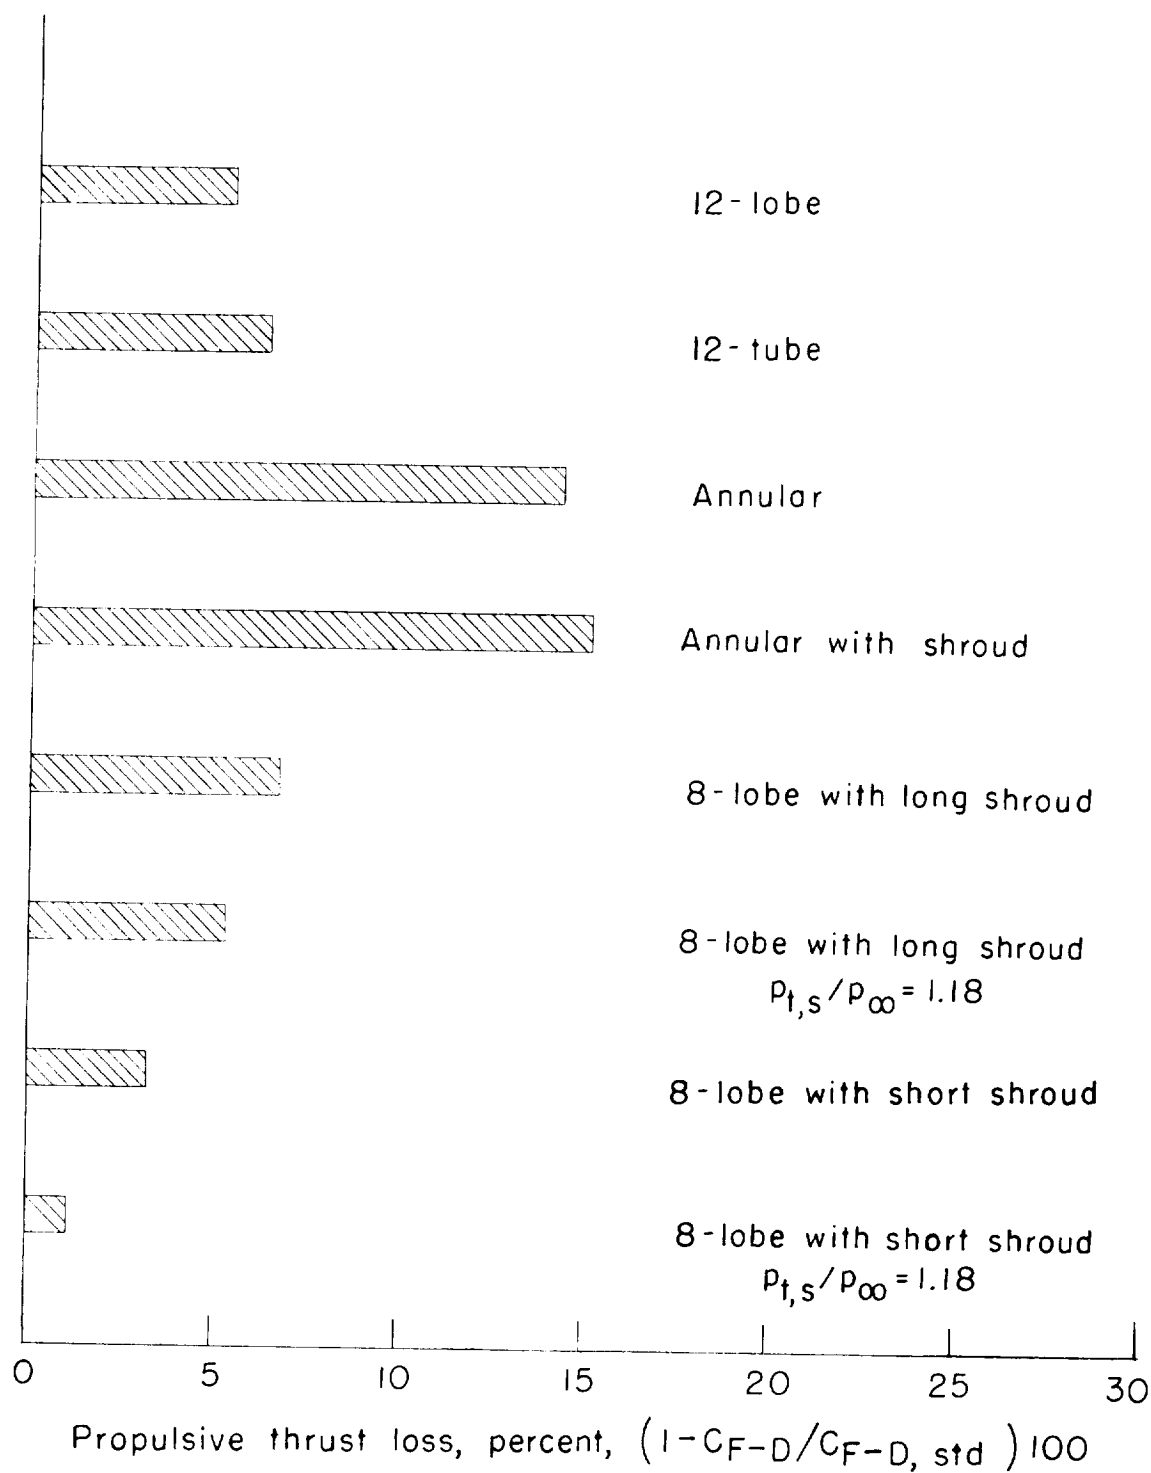 12-lobe
12-tube
Annular
Annular with shroud
8-lobe with long shroud
8-lobe with long shroud
pt,s/p∞ = 1.18
8-lobe with short shroud
8-lobe with short shroud
pt,s/p∞ = 1.18
0 5 10 15 20 25 30
Propulsive thrust loss, percent, (1-CF-D/CF-D, std)100